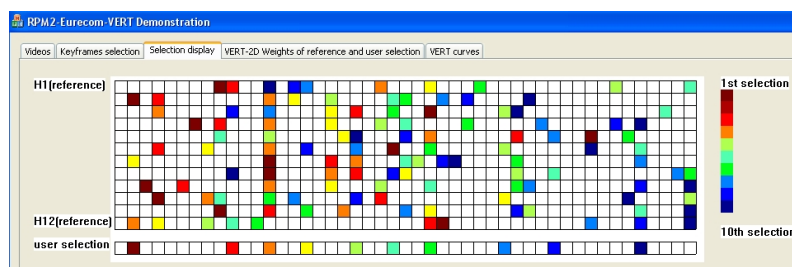 RPM2-Eurecom-VERT Demonstration
Videos Keyframes selection Selection display VERT-2D Weights of reference and user selection VERT curves
H1(reference)
1st selection
H12(reference)
10th selection
user selection